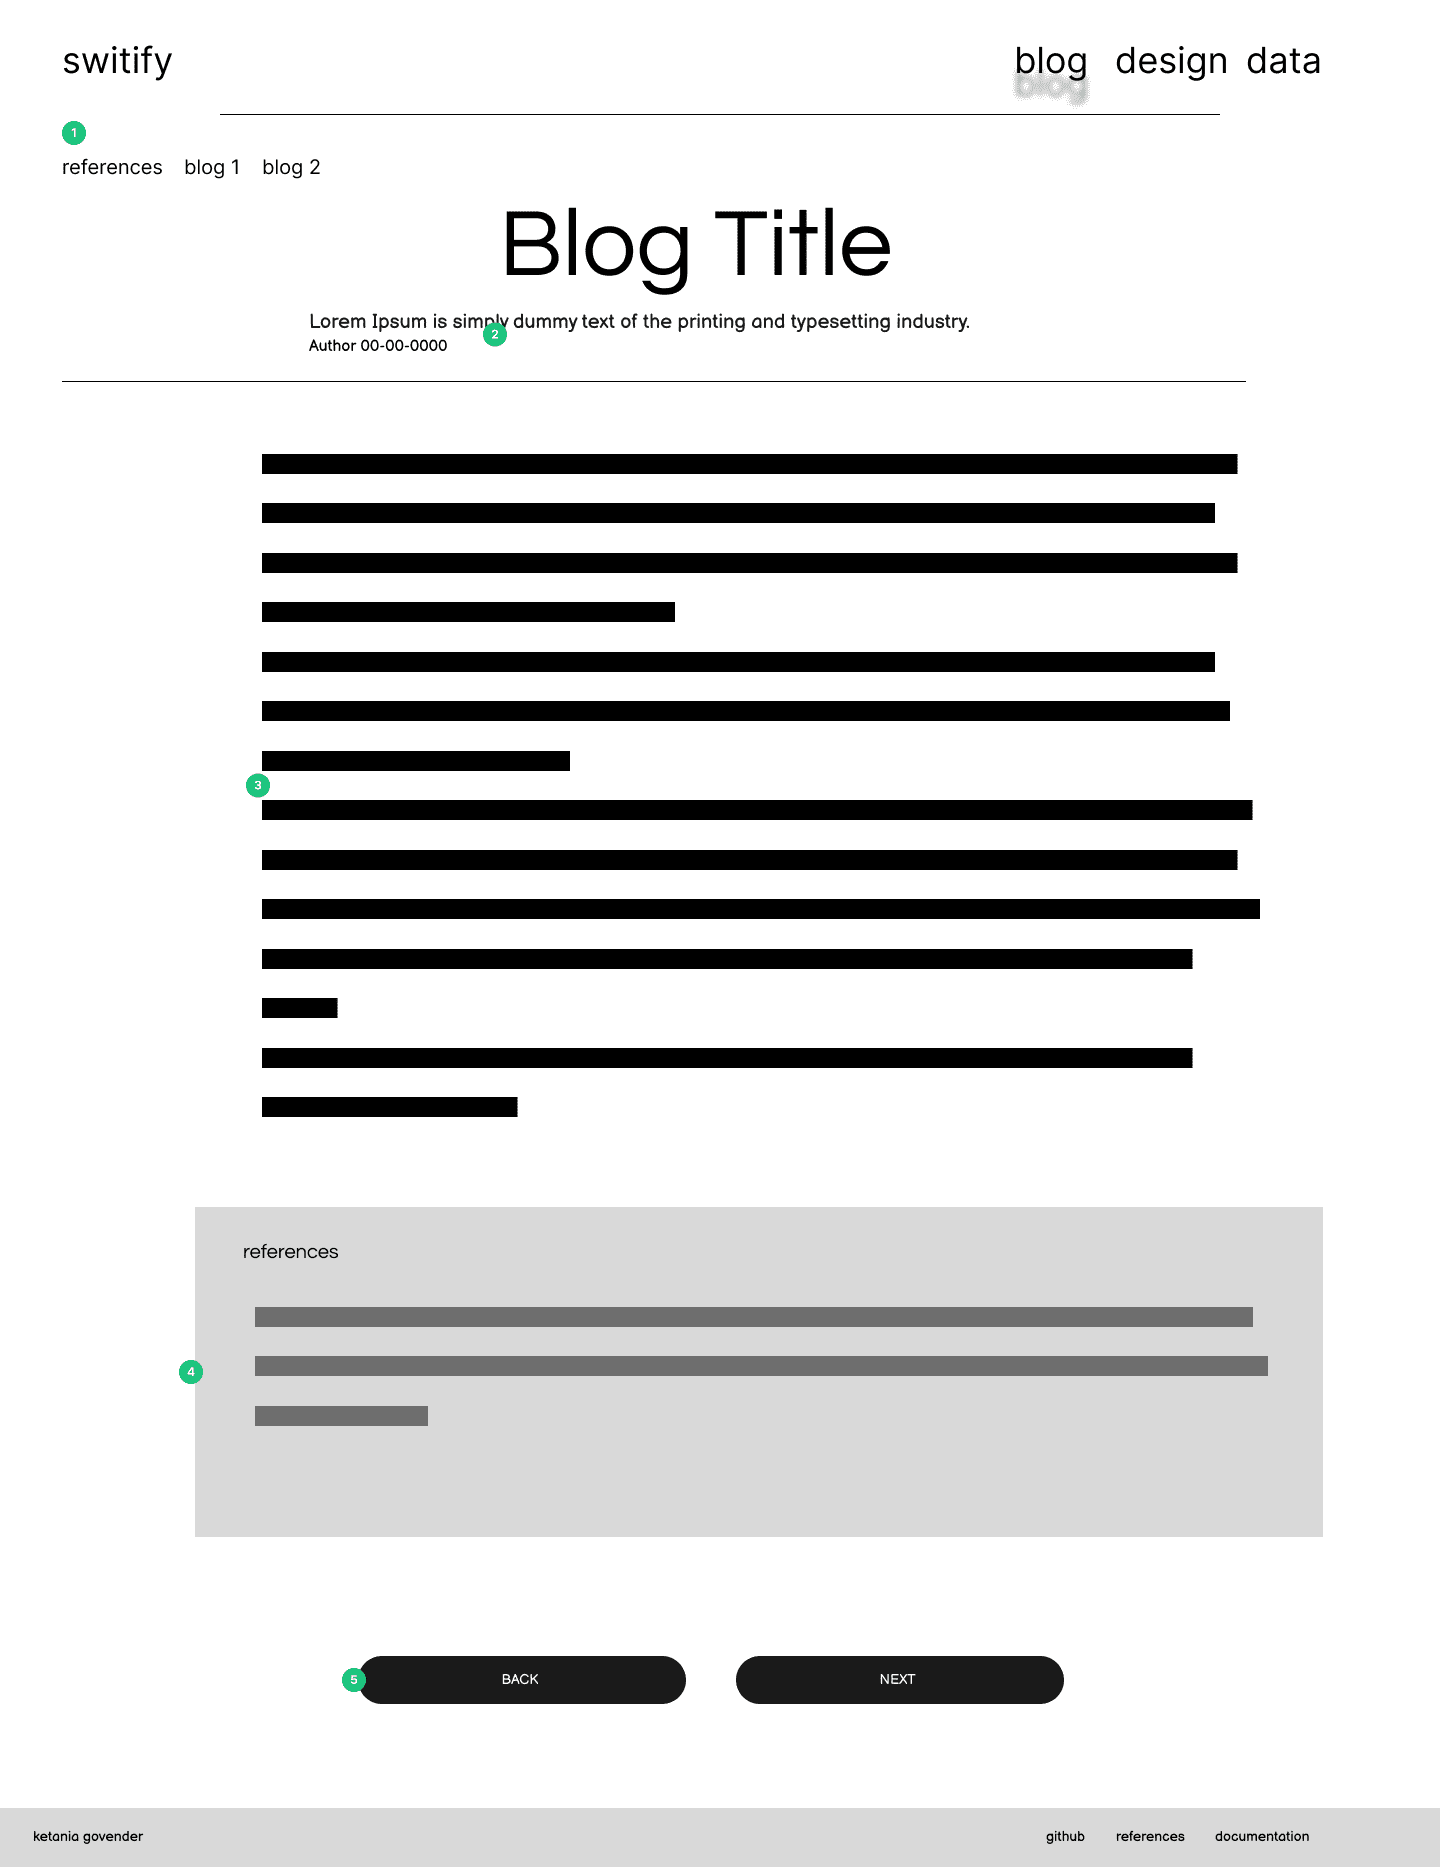 switify blog design data
blog
1
references blog 1 blog 2
Blog Title
Lorem Ipsum is simply dummy text of the printing and typesetting industry.
2
Author 00-00-0000
3
references
4
5 BACK NEXT
ketania govender github references documentation